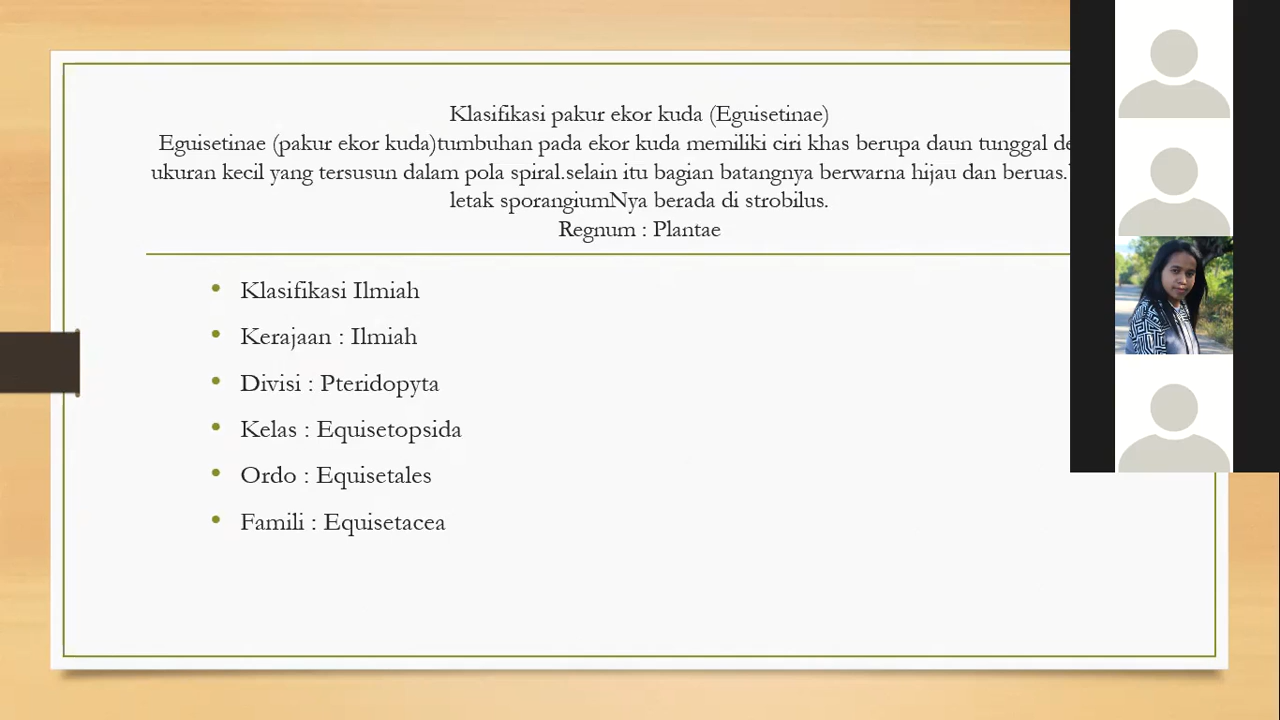 Klasifikasi pakur ekor kuda (Eguisetinae)
Eguisetinae (pakur ekor kuda)tumbuhan pada ekor kuda memiliki ciri khas berupa daun tunggal
ukuran kecil yang tersusun dalam pola spiral.selain itu bagian batangnya berwarna hijau dan beruas.
letak sporangiumNya berada di strobilus.
Regnum : Plantae
• Klasifikasi Ilmiah
• Kerajaan : Ilmiah
• Divisi : Pteridopyta
• Kelas : Equisetopsida
• Ordo : Equisetales
• Famili : Equisetacea